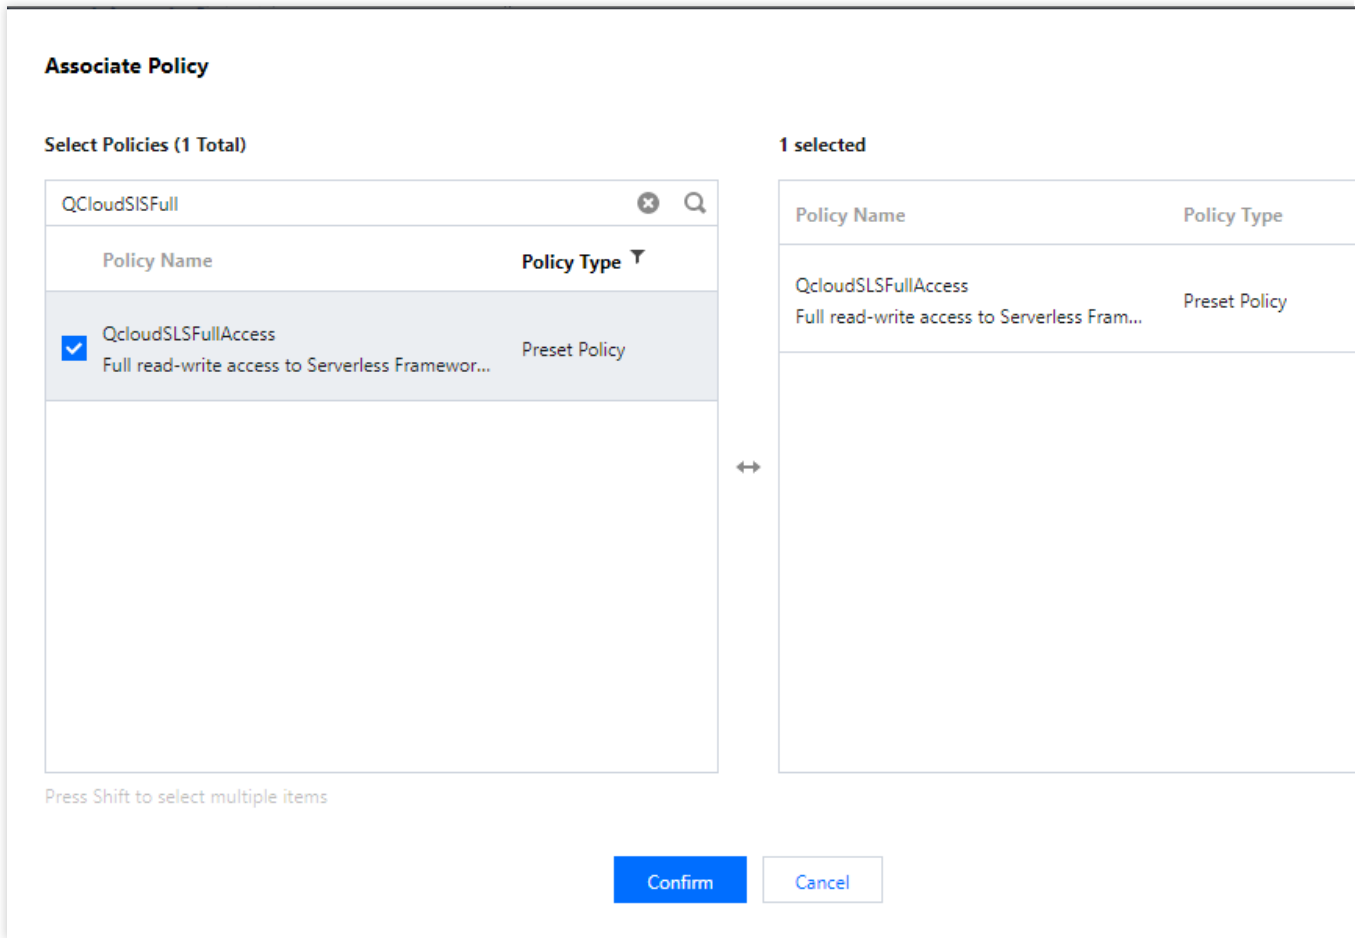 Associate Policy
Select Policies (1 Total)
QCloudSlSFull
Policy Name
Policy Type
QcloudSLSFullAccess
Full read-write access to Serverless Framewor...
Preset Policy
Press Shift to select multiple items
1 selected
Policy Name
Policy Type
QcloudSLSFullAccess
Full read-write access to Serverless Fram...
Preset Policy
Confirm
Cancel